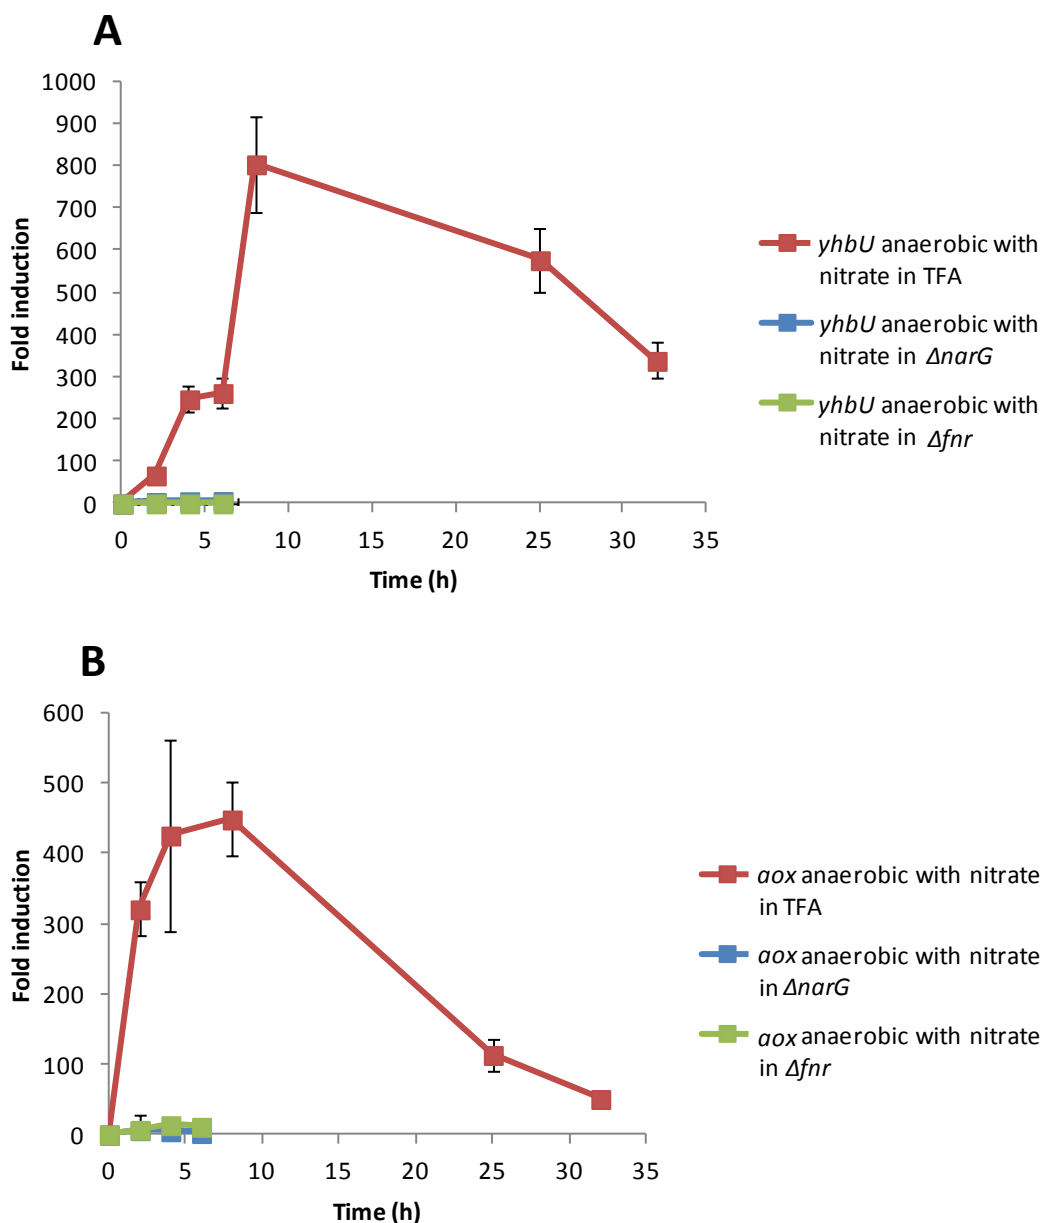 A
1000
900
800
700
600
500
400
300
200
100
0
Fold induction
0 5 10 15 20 25 30 35
Time (h)
yhbU anaerobic with
nitrate in TFA
yhbU anaerobic with
nitrate in ΔnarG
yhbU anaerobic with
nitrate in Δfnr
B
600
500
400
300
200
100
0
Fold induction
0 5 10 15 20 25 30 35
Time (h)
aox anaerobic with nitrate
in TFA
aox anaerobic with nitrate
in ΔnarG
aox anaerobic with nitrate
in Δfnr